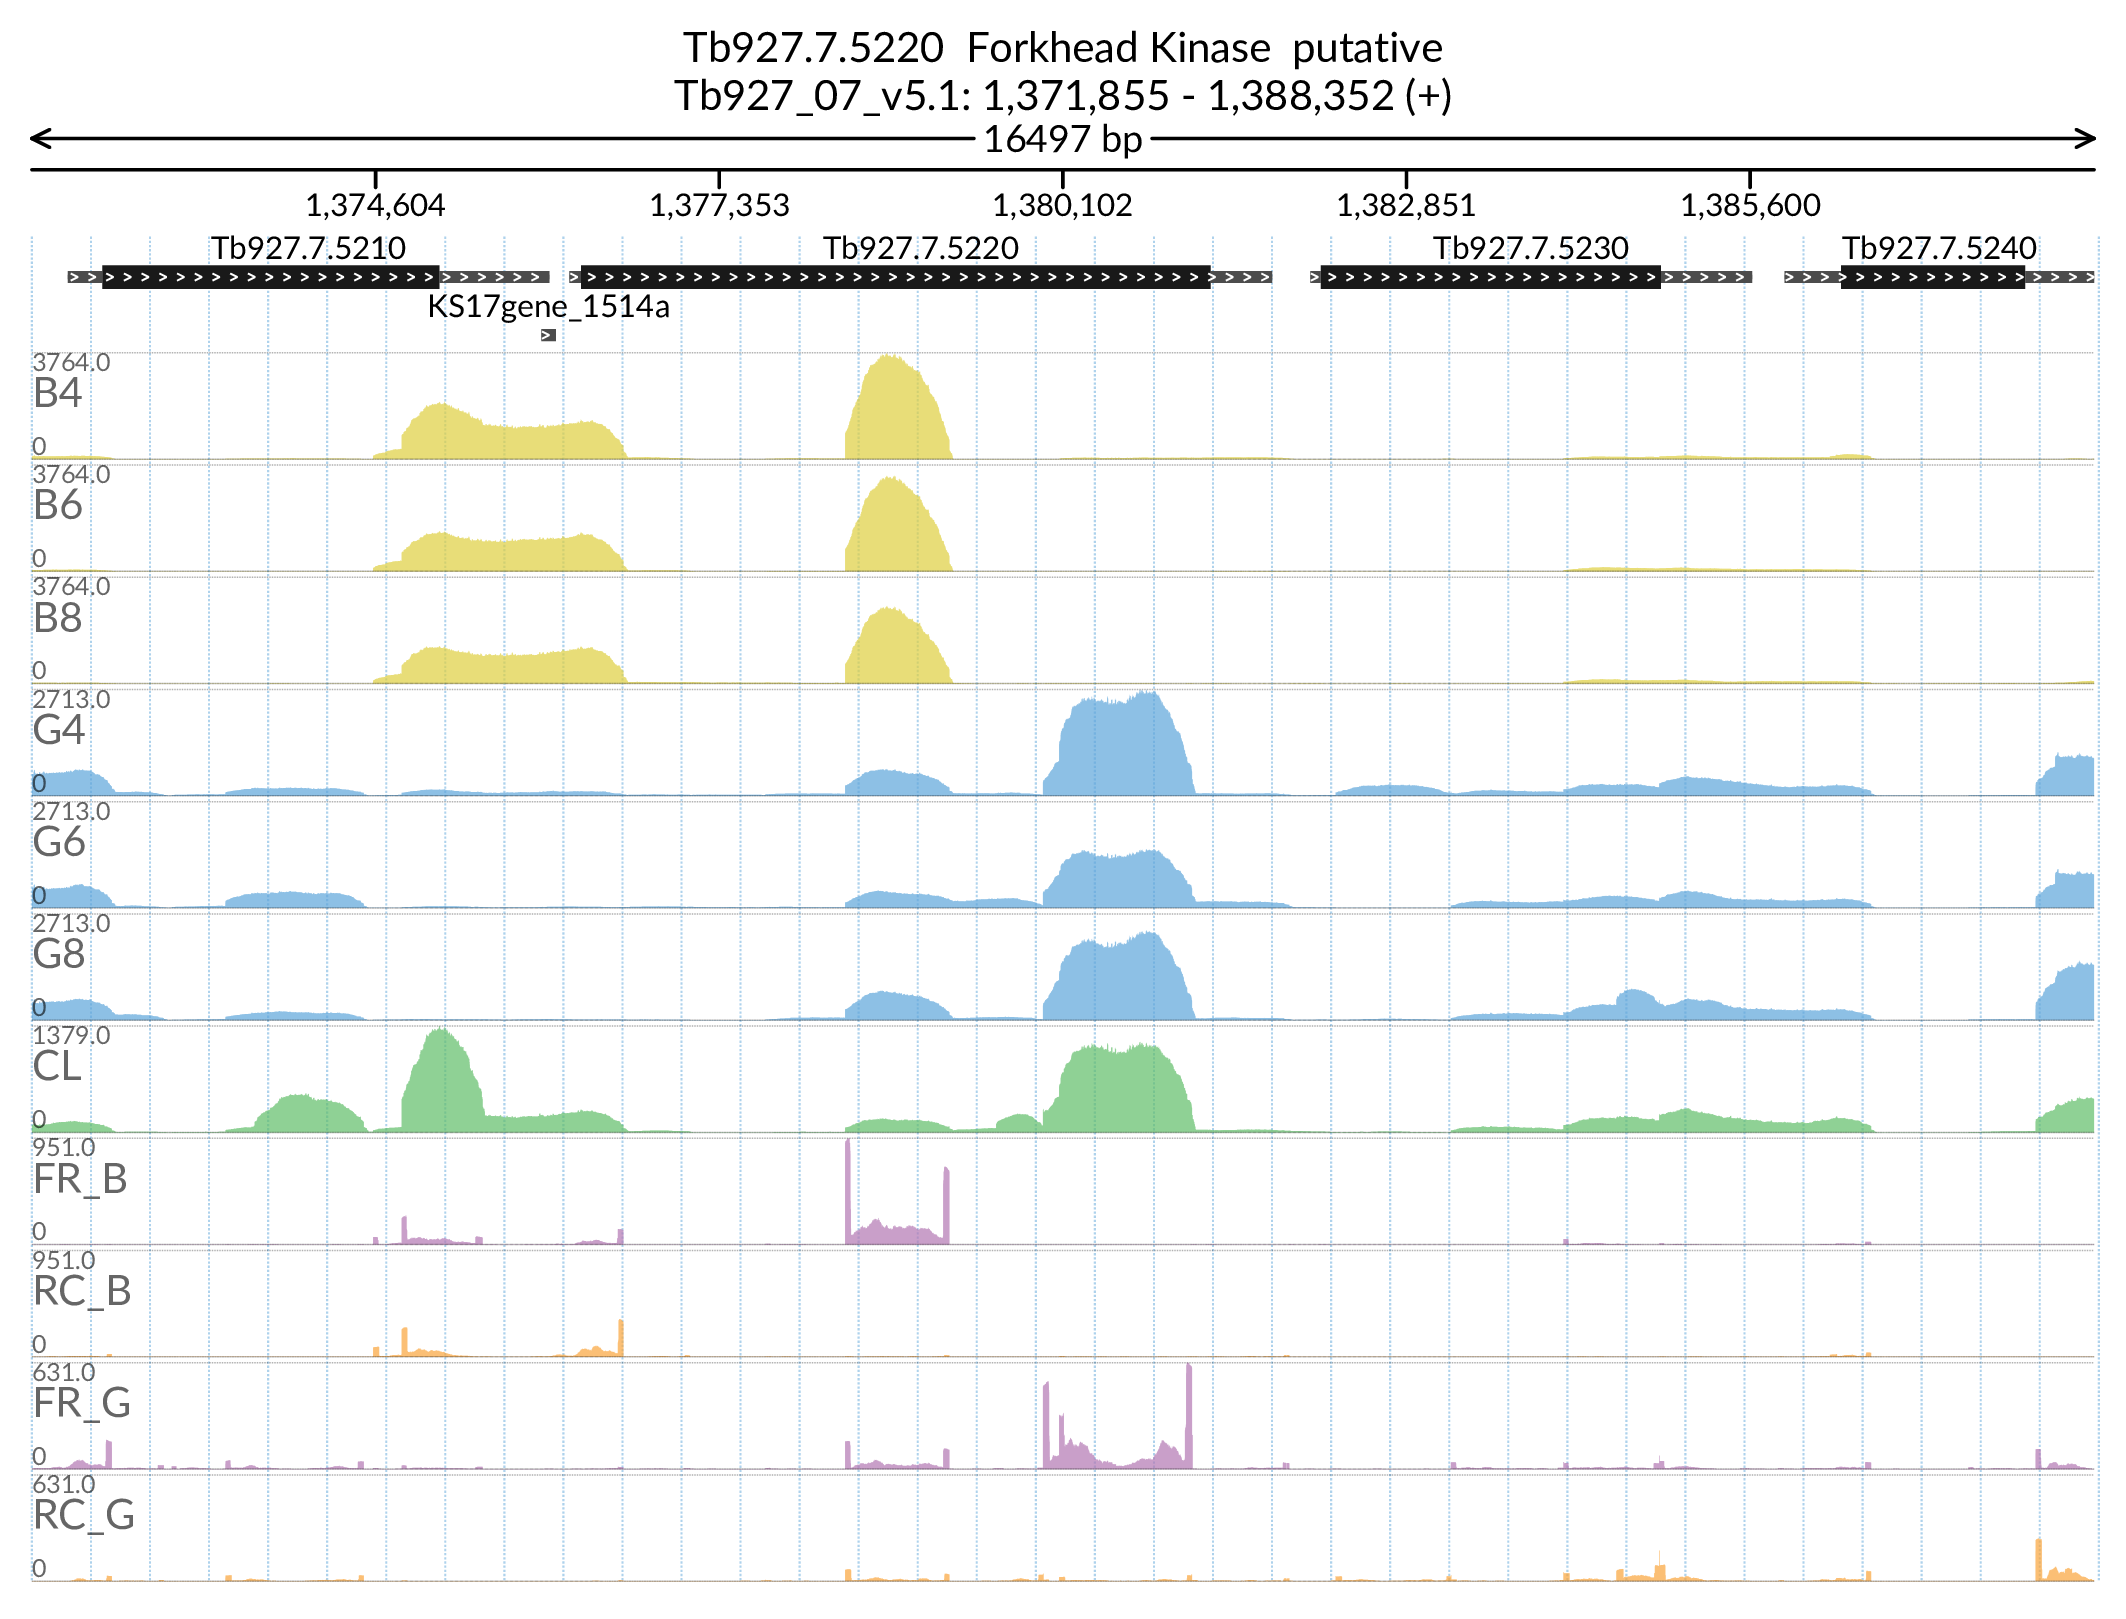 Tb927.7.5220 Forkhead Kinase putative
Tb927_07_v5.1: 1,371,855 - 1,388,352 (+)
16497 bp
1,374,604 1,377,353 1,380,102 1,382,851 1,385,600
Tb927.7.5210 Tb927.7.5220 Tb927.7.5230 Tb927.7.5240
KS17gene_1514a
3764.0
B4
0
3764.0
B6
0
3764.0
B8
0
2713.0
G4
0
2713.0
G6
0
2713.0
G8
0
1379.0
CL
0
951.0
FR_B
0
951.0
RC_B
0
631.0
FR_G
0
631.0
RC_G
0